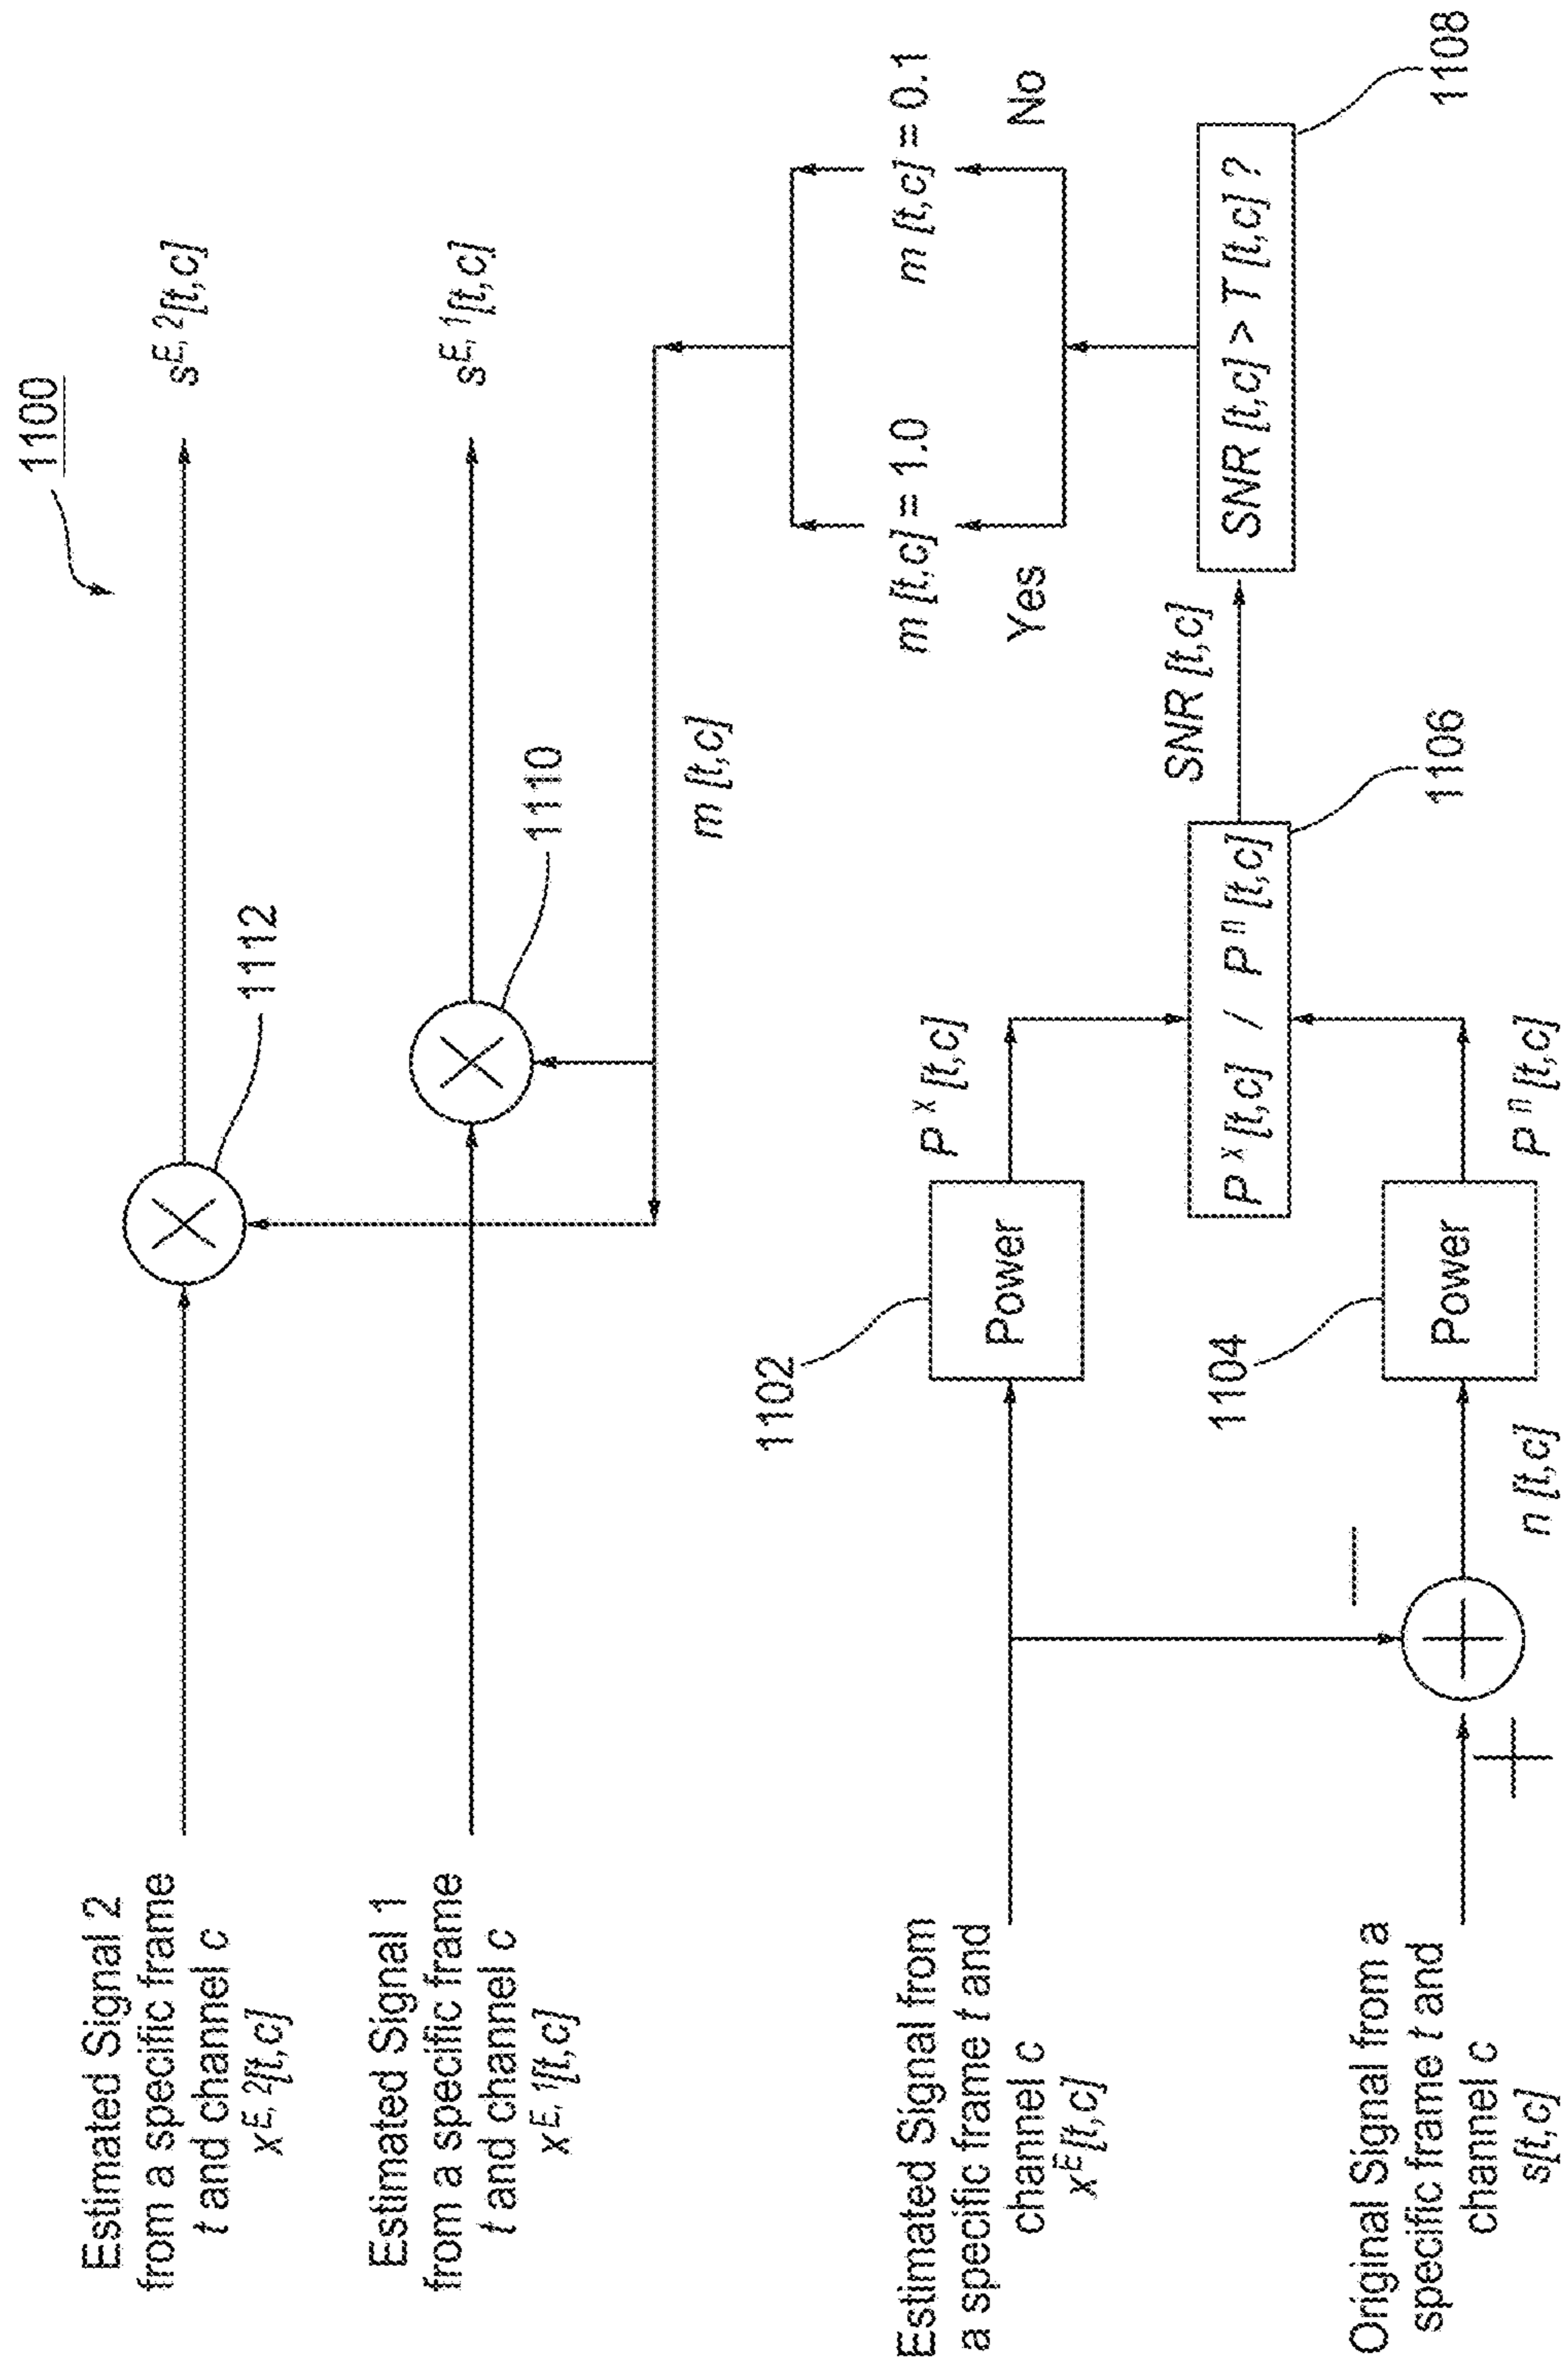 1100
Estimated Signal 2
from a specific frame
t and channel c
x^E, 2[t,c]
1112
s^E, 2[t,c]
Estimated Signal 1
from a specific frame
t and channel c
x^E, 1[t,c]
1110
s^E, 1[t,c]
m [t,c]
m [t,c] = 1.0
m [t,c] = 0.1
Yes
No
Estimated Signal from
a specific frame t and
channel c
x^E[t,c]
1102
Power
P^x[t,c]
P^x[t,c] / P^n[t,c]
1106
SNR [t,c]
SNR [t,c] > T [t,c] ?
1108
Original Signal from a
specific frame t and
channel c
s[t,c]
+
−
+
n [t,c]
1104
Power
P^n[t,c]